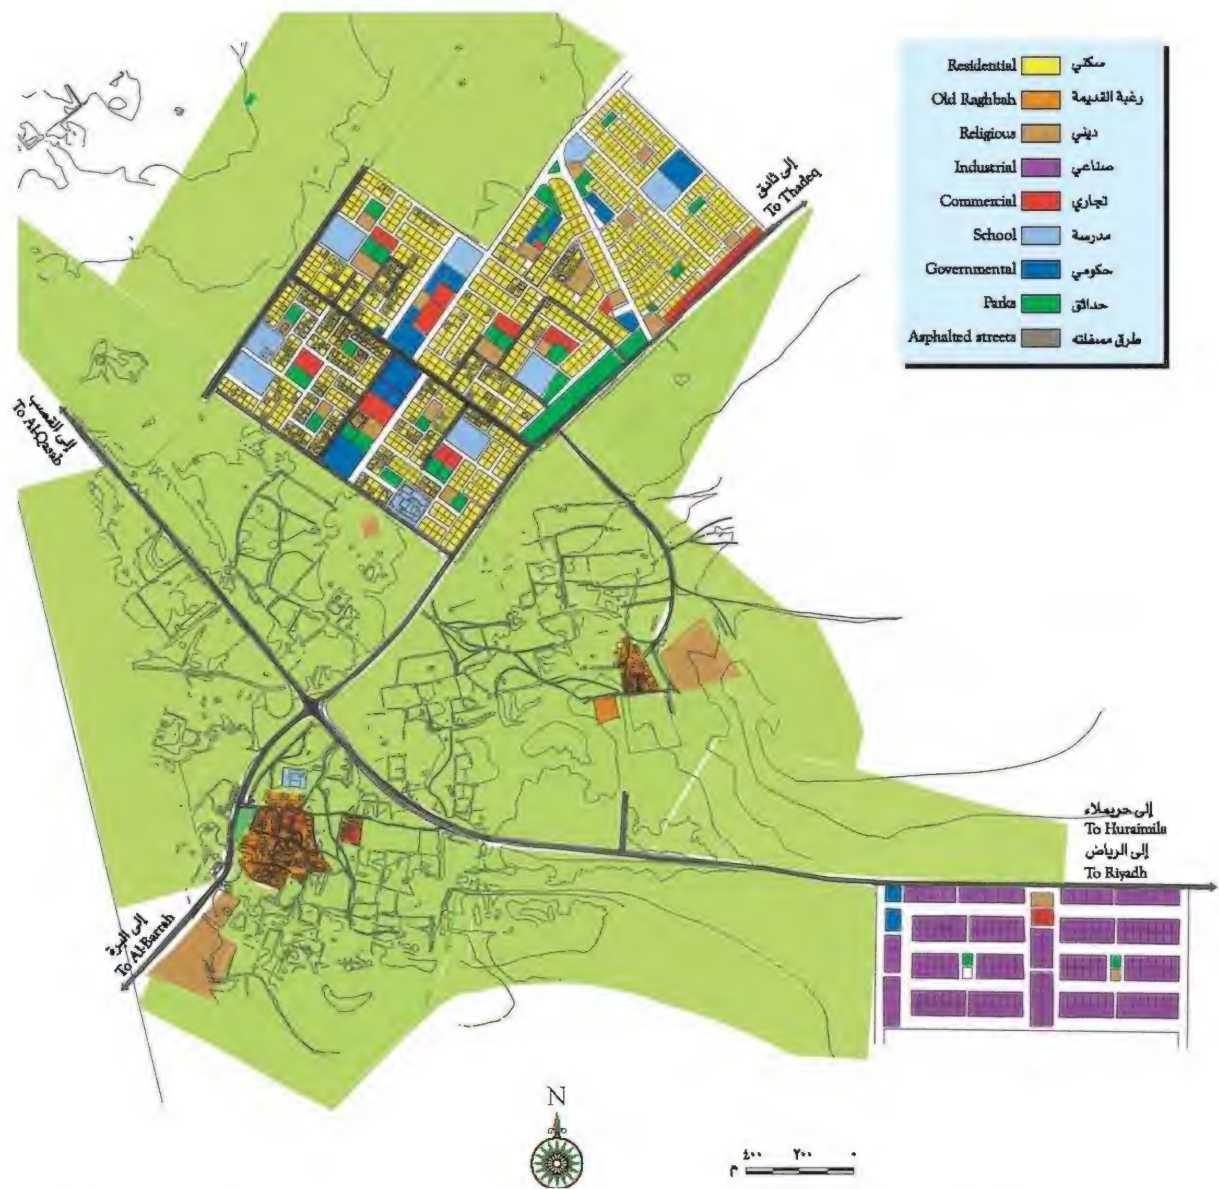 Residential سكني
Old Raghbah رغبة القديمة
Religious ديني
Industrial صناعي
Commercial تجاري
School مدرسة
Governmental حكومي
Parks حدائق
Asphalted streets طرق مسفلته
إلى ثادق
To Thadeq
إلى القصب
To Al-Qasab
إلى حريملاء
To Huraimila
إلى الرياض
To Riyadh
إلى البرة
To Al-Barrah
N
م ٤٠٠ ٢٠٠ ٠